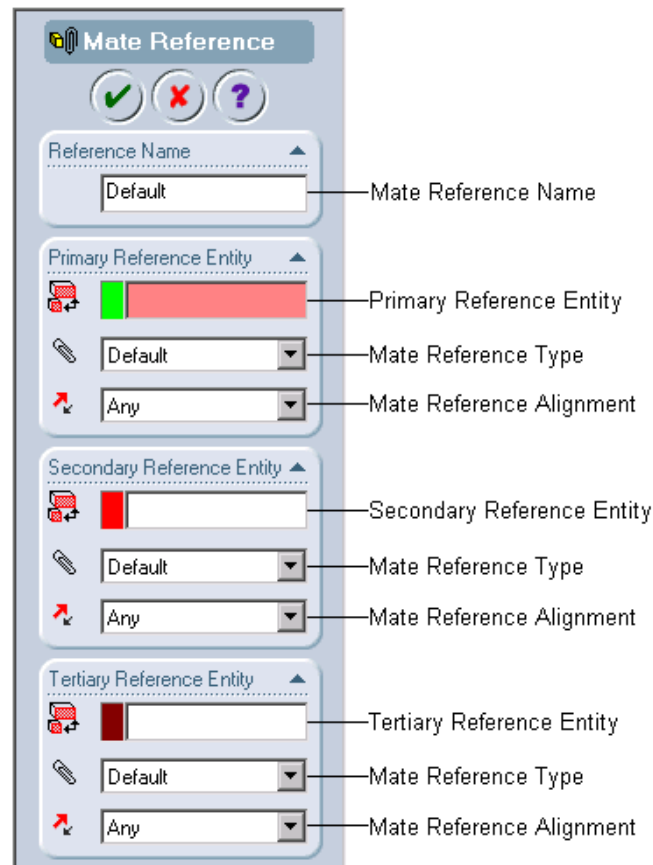 Mate Reference
?
Reference Name
Default
Mate Reference Name
Primary Reference Entity
Primary Reference Entity
Default
Mate Reference Type
Any
Mate Reference Alignment
Secondary Reference Entity
Secondary Reference Entity
Default
Mate Reference Type
Any
Mate Reference Alignment
Tertiary Reference Entity
Tertiary Reference Entity
Default
Mate Reference Type
Any
Mate Reference Alignment